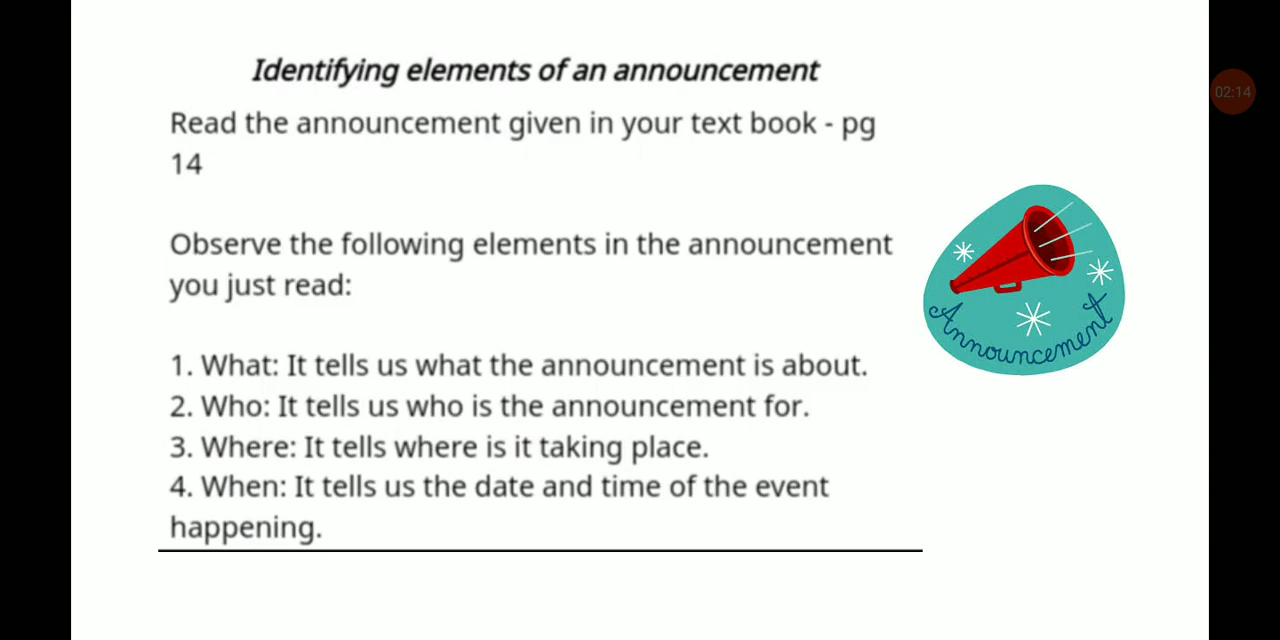 Identifying elements of an announcement
Read the announcement given in your text book - pg
14
Observe the following elements in the announcement
you just read:
1. What: It tells us what the announcement is about.
2. Who: It tells us who is the announcement for.
3. Where: It tells where is it taking place.
4. When: It tells us the date and time of the event
happening.
Announcement
02:14